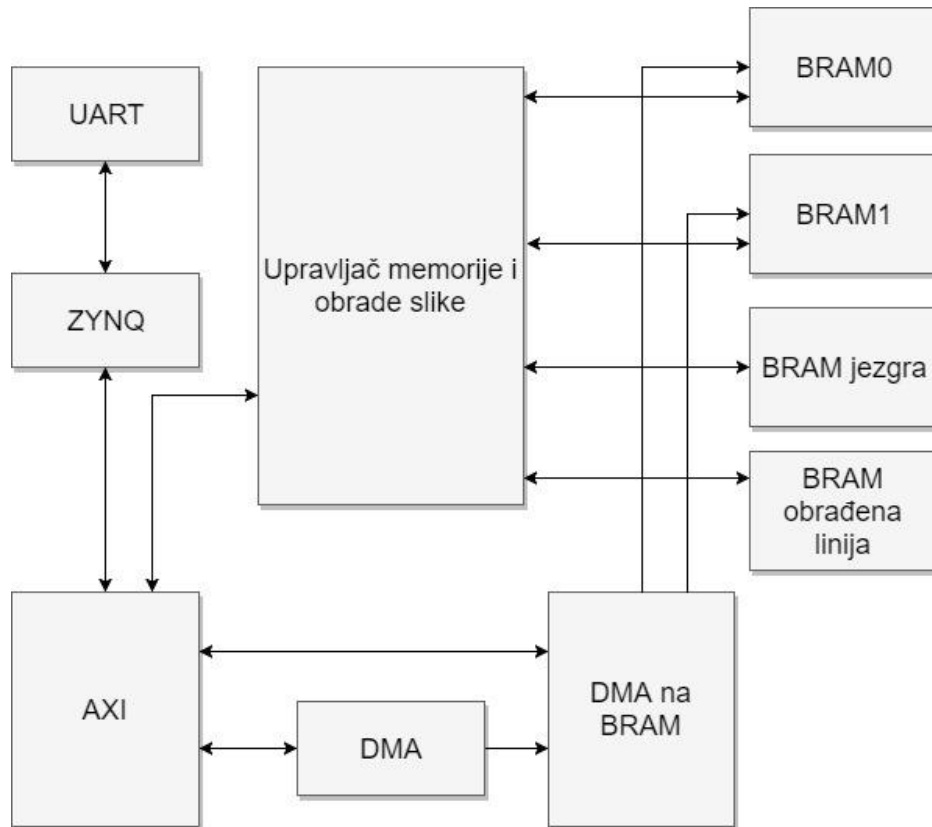 UART
ZYNQ
AXI
DMA
Upravljač memorije i
obrade slike
DMA na
BRAM
BRAM0
BRAM1
BRAM jezgra
BRAM
obrađena
linija